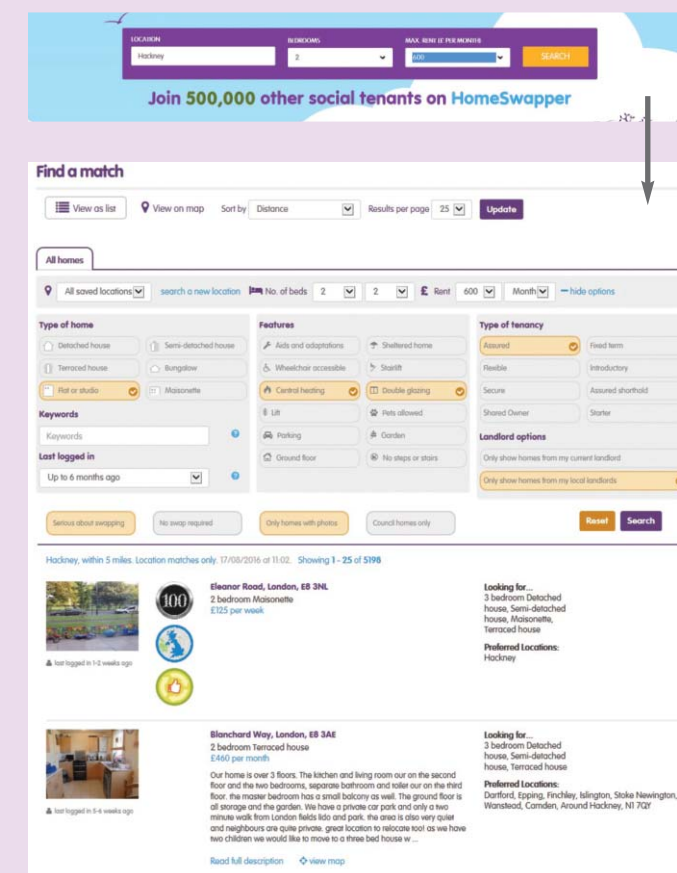 LOCATION BEDROOMS MAX. RENT (£ PER MONTH)
Hackney 2 600 SEARCH
Join 500,000 other social tenants on HomeSwapper
Find a match
View as list View on map Sort by Distance Results per page 25 Update
All homes
All saved locations search a new location No. of beds 2 2 £ Rent 600 Month hide options
Type of home Features Type of tenancy
Detached house Semi-detached house Aids and adaptations Sheltered home Assured Fixed term
Terraced house Bungalow Wheelchair accessible Stairlift Flexible Introductory
Flat or studio Maisonette Central heating Double glazing Secure Assured shorthold
Keywords Lift Pets allowed Shared Owner Starter
Keywords ? Parking Garden Landlord options
Last logged in Ground floor No steps or stairs Only show homes from my current landlord
Up to 6 months ago ? Only show homes from my local landlords
Serious about swapping No swap required Only homes with photos Council homes only Reset Search
Hackney, within 5 miles. Location matches only. 17/08/2016 at 11:02. Showing 1 - 25 of 5198
100
Eleanor Road, London, E8 3NL
2 bedroom Maisonette
£125 per week
last logged in 1-2 weeks ago
Looking for...
3 bedroom Detached
house, Semi-detached
house, Maisonette,
Terraced house
Preferred Locations:
Hackney
Blanchard Way, London, E8 3AE
2 bedroom Terraced house
£460 per month
Our home is over 3 floors. The kitchen and living room our on the second
floor and the two bedrooms, separate bathroom and toilet our on the third
floor. the master bedroom has a small balcony as well. The ground floor is
all storage and the garden. We have a private car park and only a two
minute walk from London fields lido and park. the area is also very quiet
and neighbours are quite private. great location to relocate too! as we have
two children we would like to move to a three bed house w ...
Read full description view map
last logged in 5-6 weeks ago
Looking for...
3 bedroom Detached
house, Semi-detached
house, Terraced house
Preferred Locations:
Dartford, Epping, Finchley, Islington, Stoke Newington,
Wanstead, Camden, Around Hackney, N1 7QY